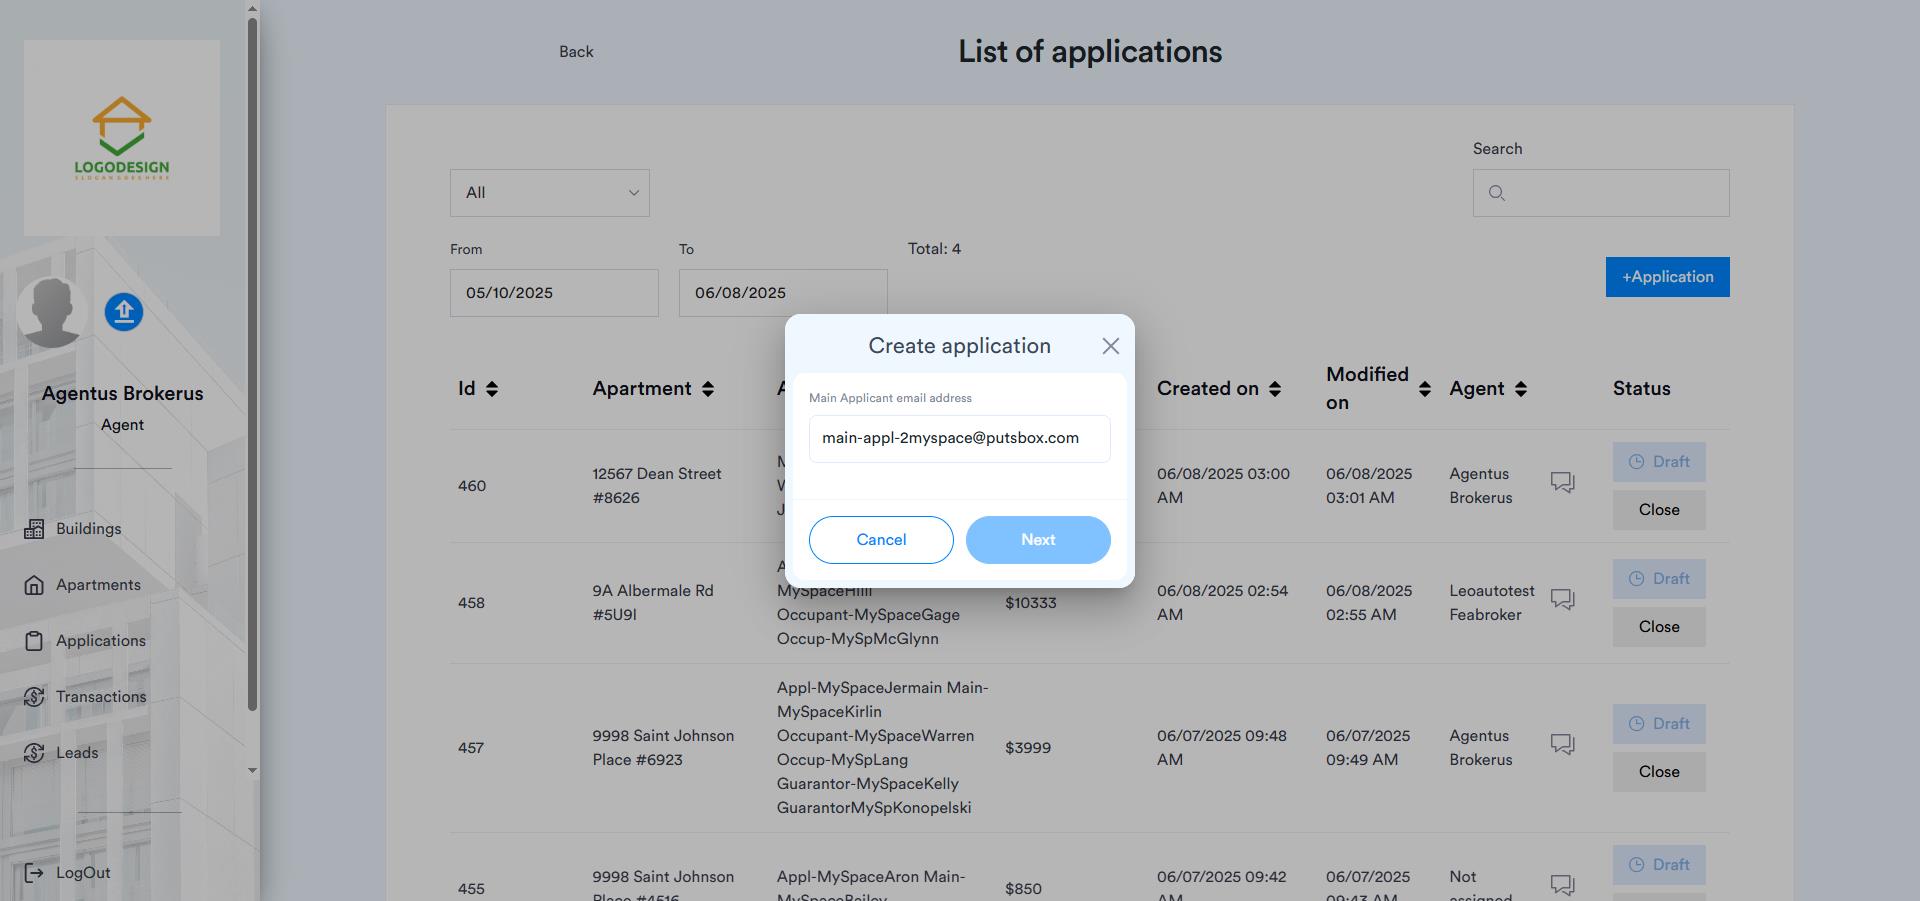 LOGODESIGN
SLOGAN GOES HERE
Agentus Brokerus
Agent
Buildings
Apartments
Applications
Transactions
Leads
LogOut
Back
List of applications
All
Search
From
To
Total: 4
05/10/2025
06/08/2025
+Application
Id
Apartment
Created on
Modified
on
Agent
Status
460
12567 Dean Street
#8626
06/08/2025 03:00
AM
06/08/2025
03:01 AM
Agentus
Brokerus
Draft
Close
458
9A Albermale Rd
#5U9I
MySpaceHilll
Occupant-MySpaceGage
Occup-MySpMcGlynn
$10333
06/08/2025 02:54
AM
06/08/2025
02:55 AM
Leoautotest
Feabroker
Draft
Close
457
9998 Saint Johnson
Place #6923
Appl-MySpaceJermain Main-
MySpaceKirlin
Occupant-MySpaceWarren
Occup-MySpLang
Guarantor-MySpaceKelly
GuarantorMySpKonopelski
$3999
06/07/2025 09:48
AM
06/07/2025
09:49 AM
Agentus
Brokerus
Draft
Close
455
9998 Saint Johnson
Place #4516
Appl-MySpaceAron Main-
MySpaceBailey
$850
06/07/2025 09:42
AM
06/07/2025
09:43 AM
Not
assigned
Draft
Create application
Main Applicant email address
main-appl-2myspace@putsbox.com
Cancel
Next